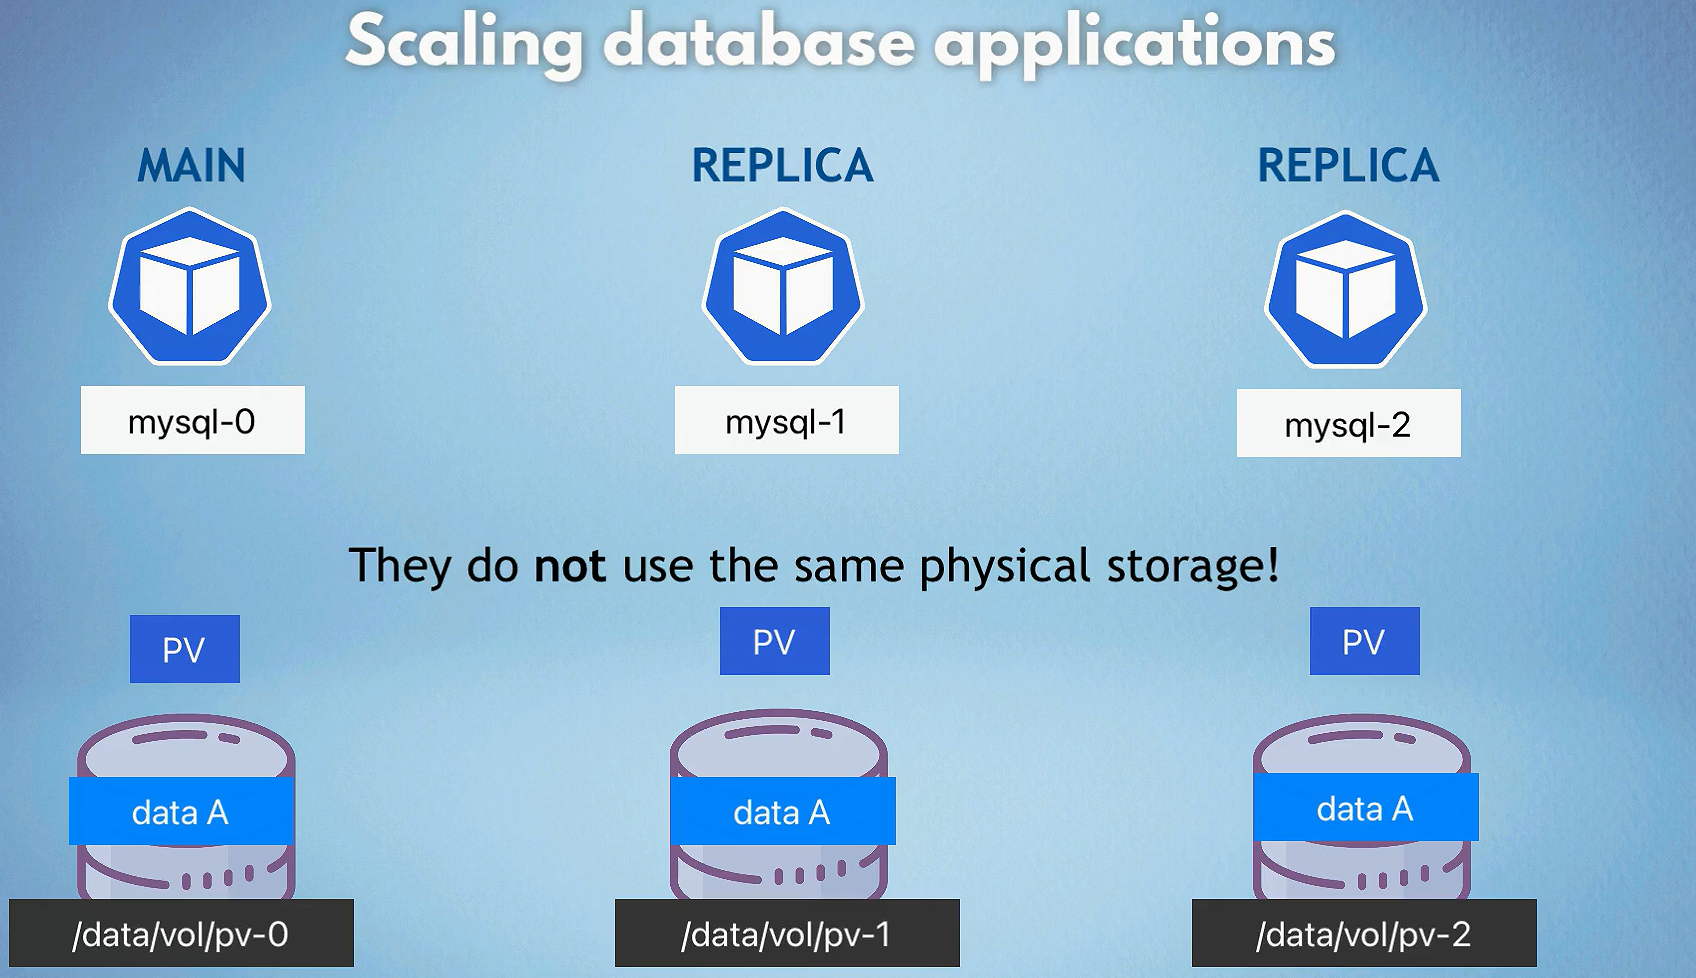 Scaling database applications
MAIN
REPLICA
REPLICA
mysql-0
mysql-1
mysql-2
They do not use the same physical storage!
PV
PV
PV
data A
data A
data A
/data/vol/pv-0
/data/vol/pv-1
/data/vol/pv-2